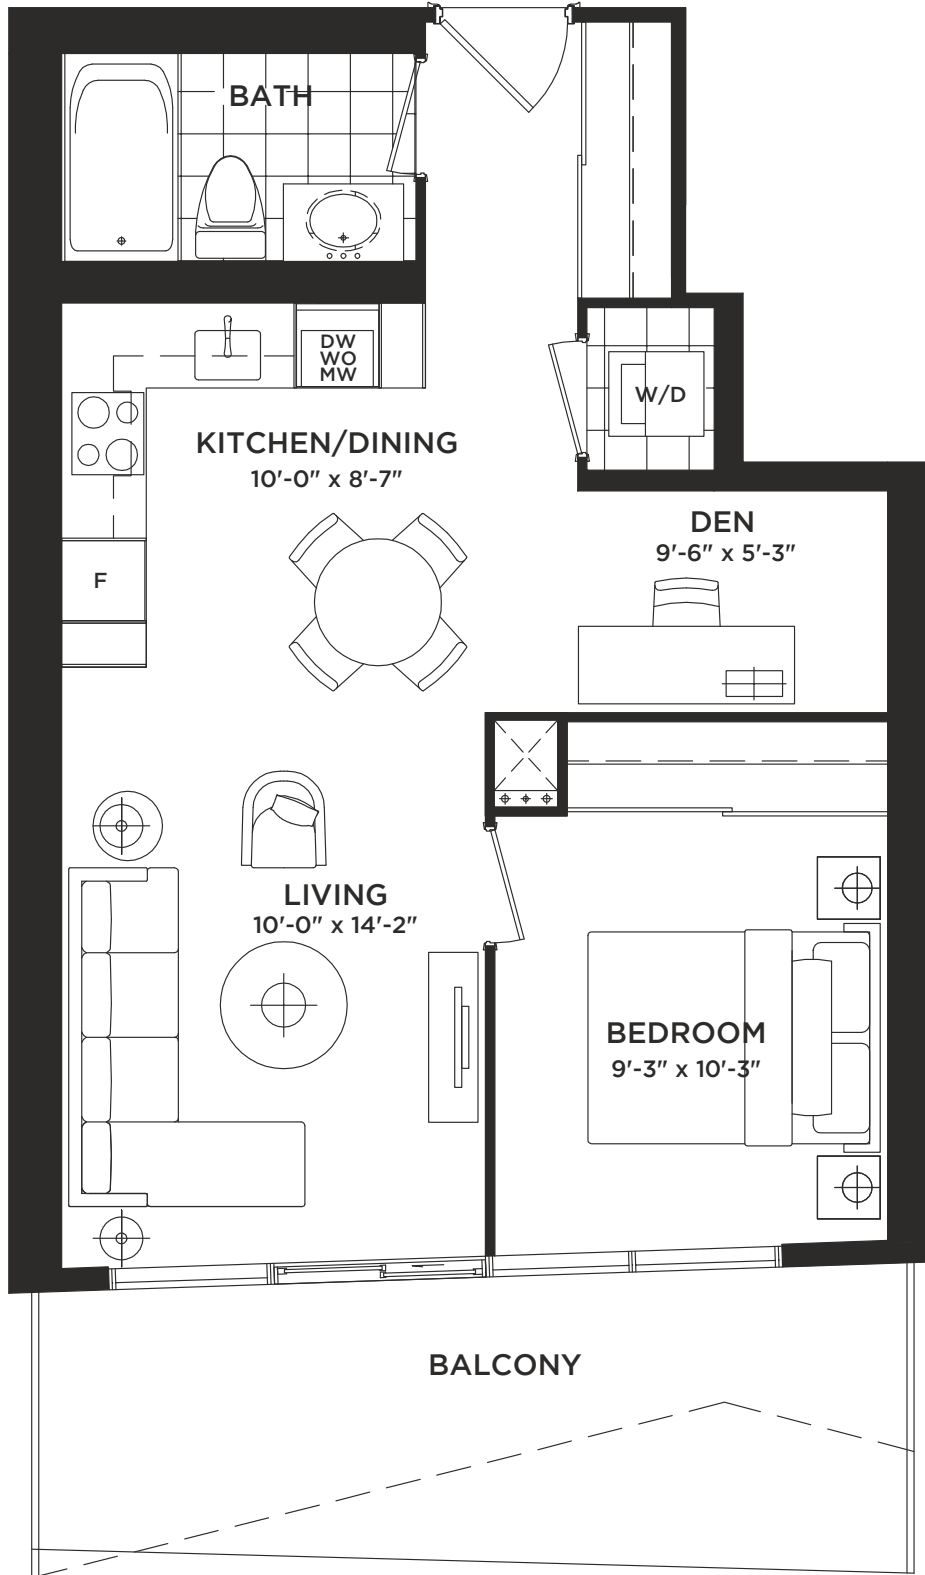 BATH
DW
WO
MW
W/D
KITCHEN/DINING
10'-0" x 8'-7"
DEN
9'-6" x 5'-3"
F
LIVING
10'-0" x 14'-2"
BEDROOM
9'-3" x 10'-3"
BALCONY